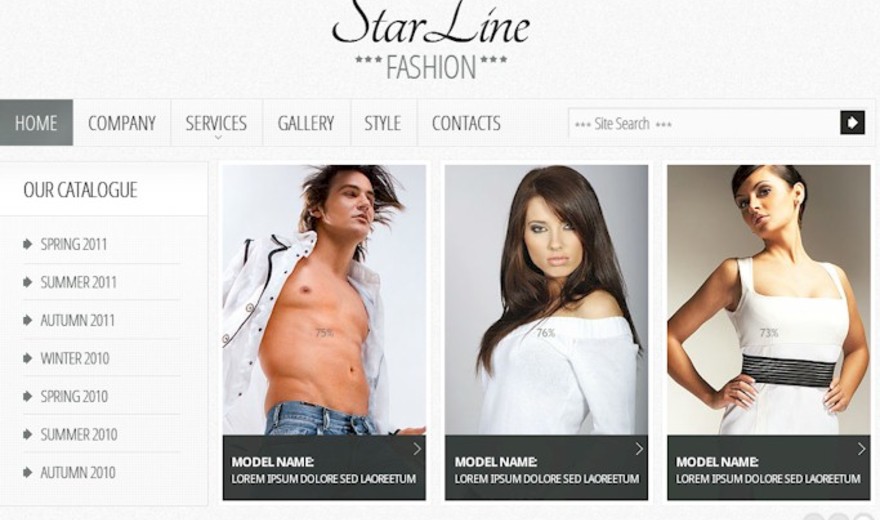 StarLine
***FASHION***
HOME COMPANY SERVICES GALLERY STYLE CONTACTS
*** Site Search ***
OUR CATALOGUE
SPRING 2011
SUMMER 2011
AUTUMN 2011
WINTER 2010
SPRING 2010
SUMMER 2010
AUTUMN 2010
75%
MODEL NAME:
LOREM IPSUM DOLORE SED LAOREETUM
76%
MODEL NAME:
LOREM IPSUM DOLORE SED LAOREETUM
73%
MODEL NAME:
LOREM IPSUM DOLORE SED LAOREETUM